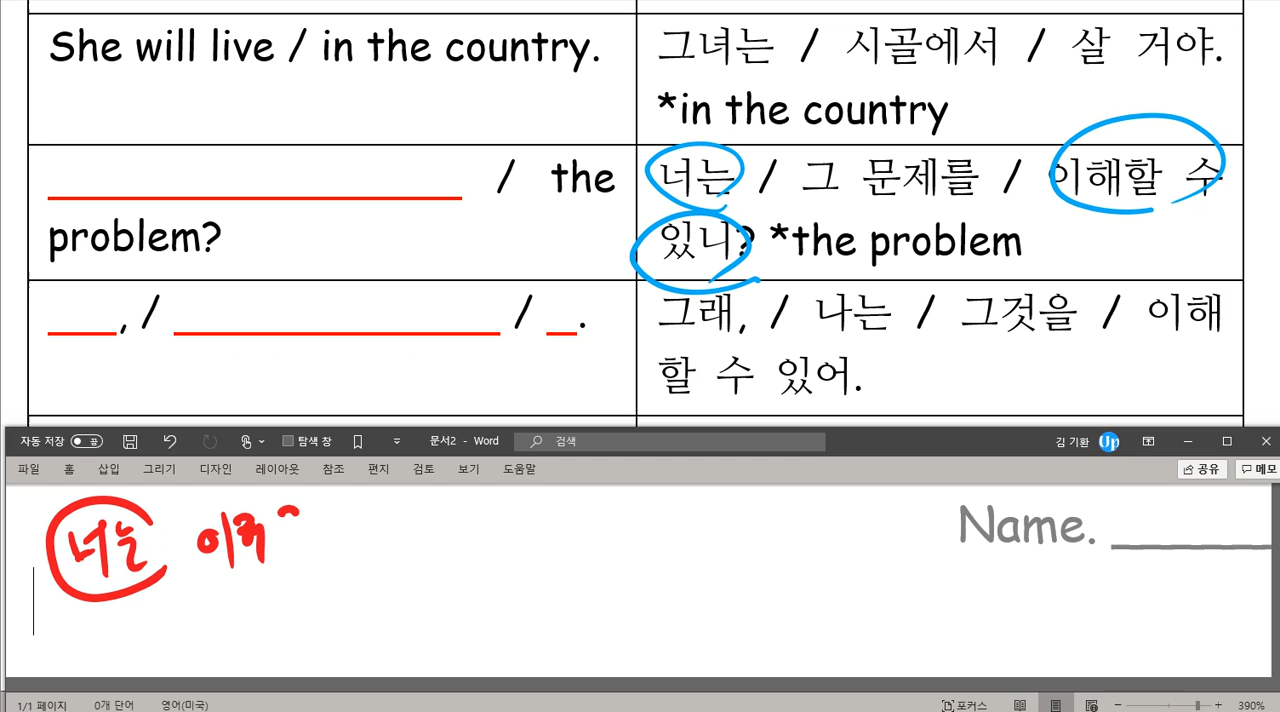 She will live / in the country.
그녀는 / 시골에서 / 살 거야.
*in the country
/ the
problem?
너는 / 그 문제를 / 이해할 수
있니? *the problem
, / / .
그래, / 나는 / 그것을 / 이해
할 수 있어.
자동 저장 탐색 창 문서2 - Word 검색 김 기환 Up
파일 홈 삽입 그리기 디자인 레이아웃 참조 편지 검토 보기 도움말 공유 메모
너는
Name. ______
1/1 페이지 0개 단어 영어(미국) 포커스 390%